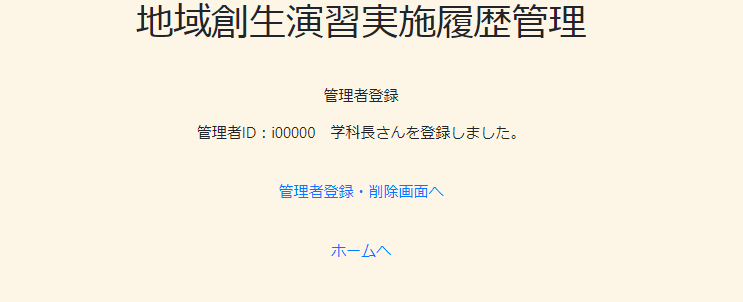 地域創生演習実施履歴管理
管理者登録
管理者ID：i00000　学科長さんを登録しました。
管理者登録・削除画面へ
ホームへ